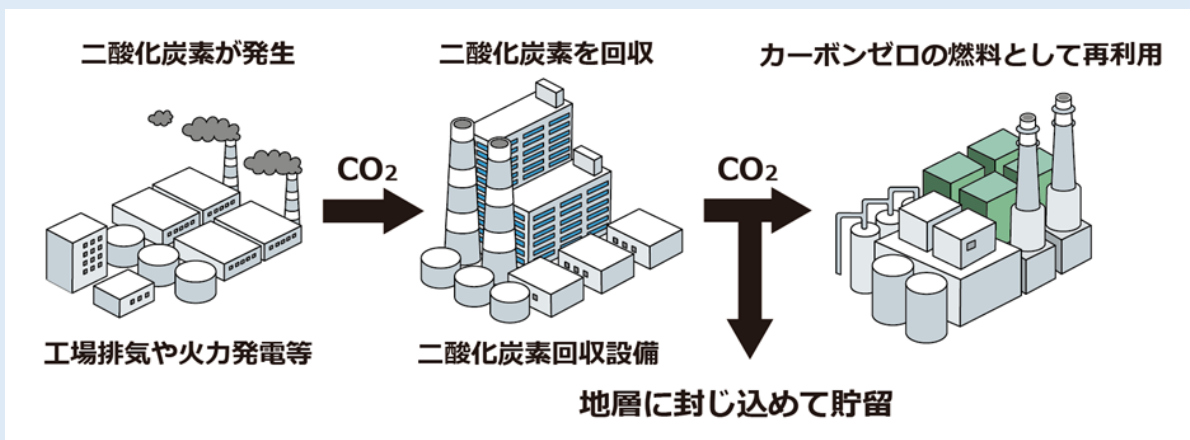 二酸化炭素が発生
二酸化炭素を回収
カーボンゼロの燃料として再利用
CO₂
CO₂
工場排気や火力発電等
二酸化炭素回収設備
地層に封じ込めて貯留